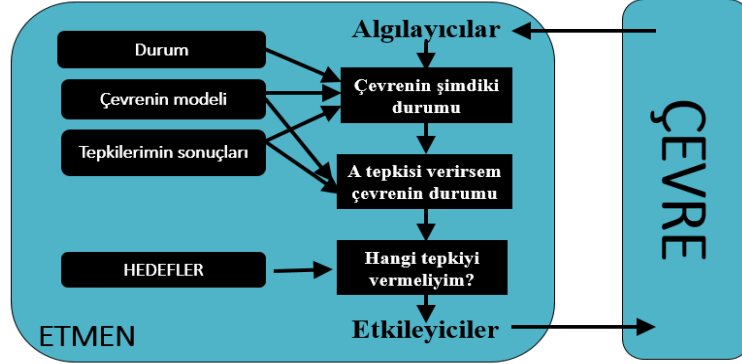 Algılayıcılar
Durum
Çevrenin şimdiki
durumu
Çevrenin modeli
Tepkilerimin sonuçları
A tepkisi verirsem
çevrenin durumu
HEDEFLER
Hangi tepkiyi
vermeliyim?
Etkileyiciler
ETMEN
ÇEVRE